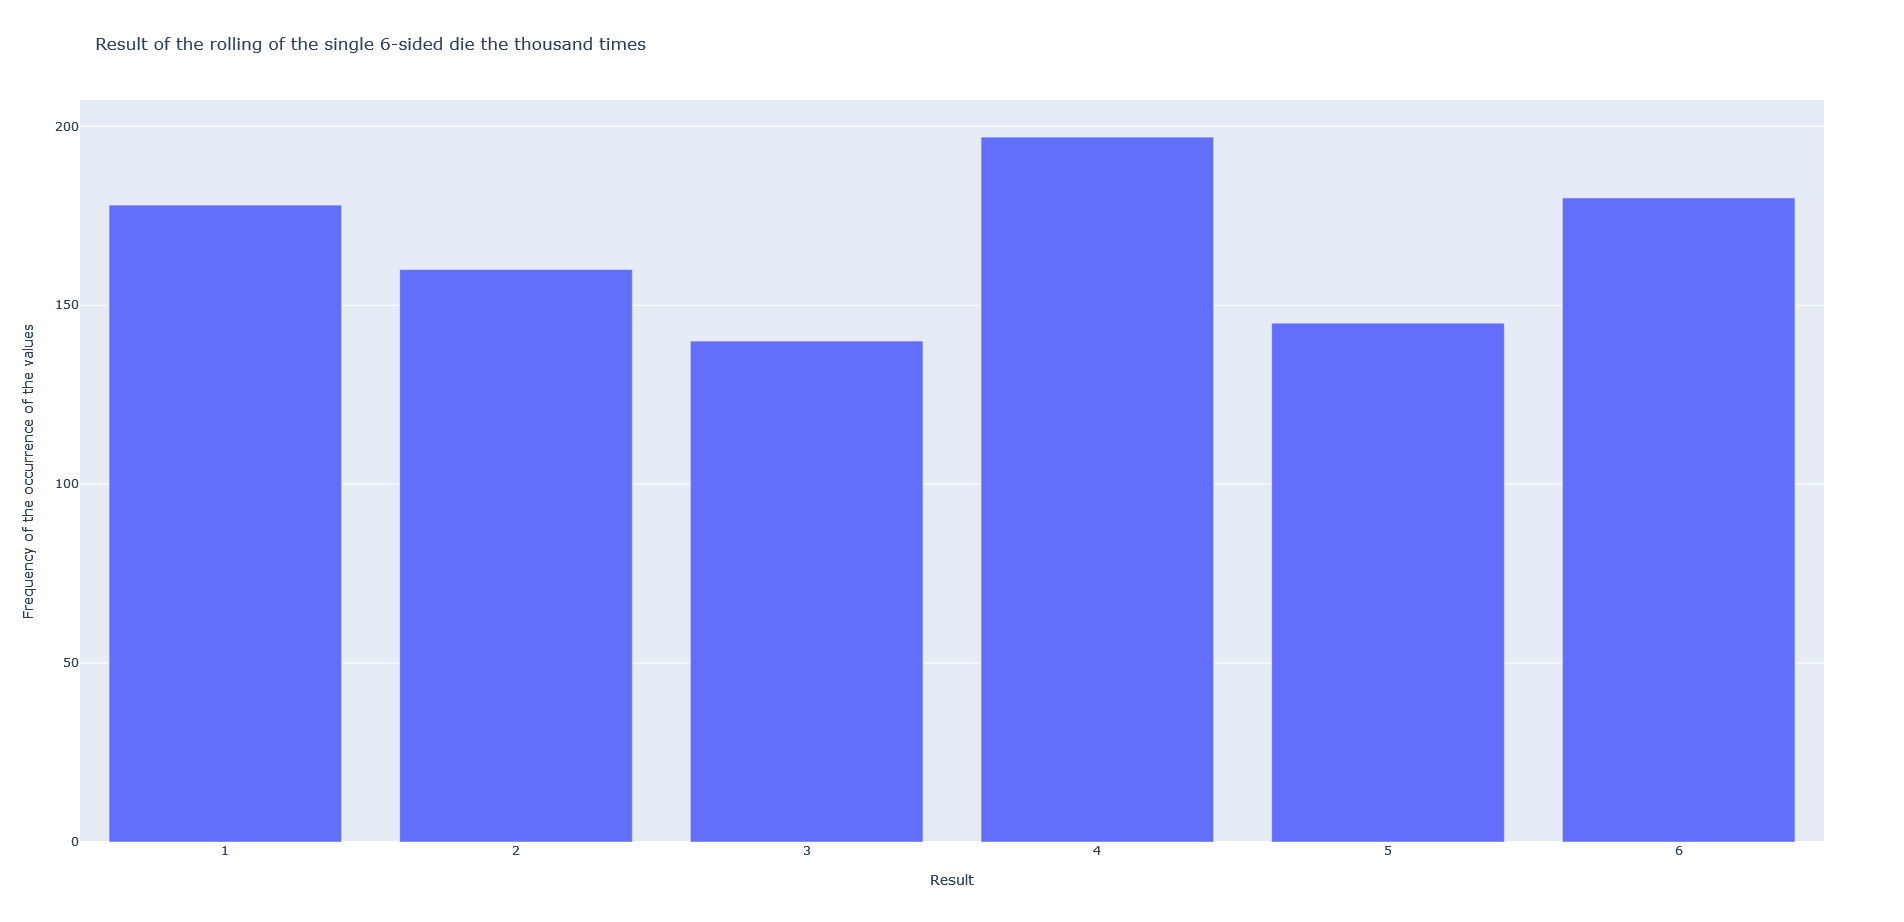 Result of the rolling of the single 6-sided die the thousand times
200
150
100
50
0
Frequency of the occurrence of the values
1 2 3 4 5 6
Result